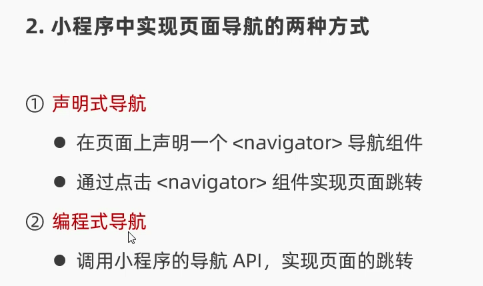 2. 小程序中实现页面导航的两种方式
① 声明式导航
● 在页面上声明一个 <navigator> 导航组件
● 通过点击 <navigator> 组件实现页面跳转
② 编程式导航
● 调用小程序的导航 API，实现页面的跳转